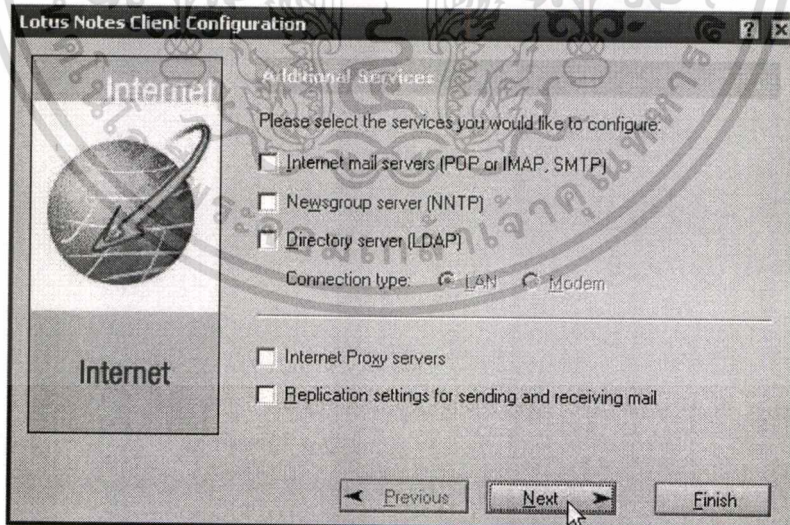 Lotus Notes Client Configuration
Internet
Additional Services
Please select the services you would like to configure:
Internet mail servers (POP or IMAP, SMTP)
Newsgroup server (NNTP)
Directory server (LDAP)
Connection type: LAN Modem
Internet
Internet Proxy servers
Replication settings for sending and receiving mail
Previous Next Finish